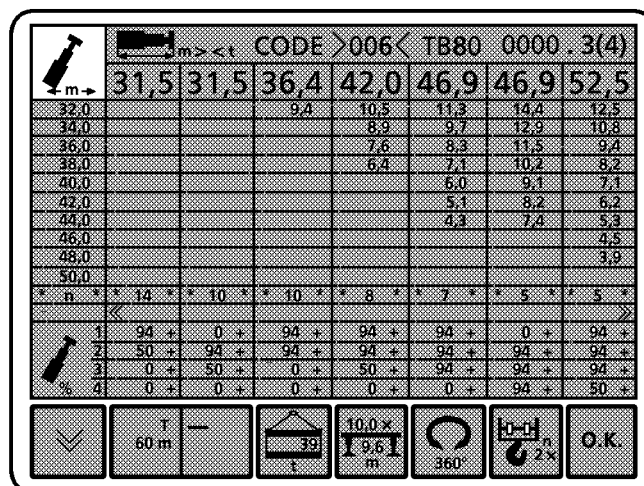 m > < t CODE >006< TB80 0000 . 3(4)
m 31,5 31,5 36,4 42,0 46,9 46,9 52,5
32,0 9,4 10,5 11,3 14,4 12,5
34,0 8,9 9,7 12,9 10,8
36,0 7,6 8,3 11,5 9,4
38,0 6,4 7,1 10,2 8,2
40,0 6.0 9,1 7,1
42,0 5,1 8,2 6,2
44,0 4,3 7,4 5,3
46,0 4,5
48,0 3,9
50,0
* n * * 14 * * 10 * * 10 * * 8 * * 7 * * 5 * * 5 *
« »
1 94 + 0 + 94 + 94 + 94 + 0 + 94 +
2 50 + 94 + 94 + 94 + 94 + 94 + 94 +
3 0 + 50 + 0 + 50 + 94 + 94 + 94 +
% 4 0 + 0 + 0 + 0 + 0 + 94 + 50 +
T
60 m
39
t
10,0 x
9,6
m
360°
n
2 x
O.K.